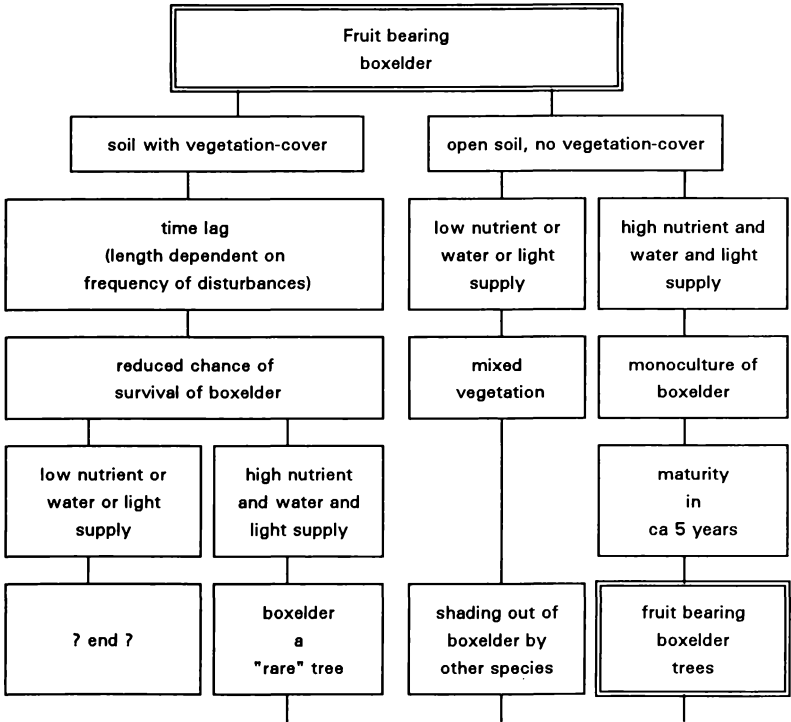 Fruit bearing
boxelder
soil with vegetation-cover
open soil, no vegetation-cover
time lag
(length dependent on
frequency of disturbances)
low nutrient or
water or light
supply
high nutrient and
water and light
supply
reduced chance of
survival of boxelder
mixed
vegetation
monoculture of
boxelder
low nutrient or
water or light
supply
high nutrient
and water and
light supply
maturity
in
ca 5 years
? end ?
boxelder
a
"rare" tree
shading out of
boxelder by
other species
fruit bearing
boxelder
trees